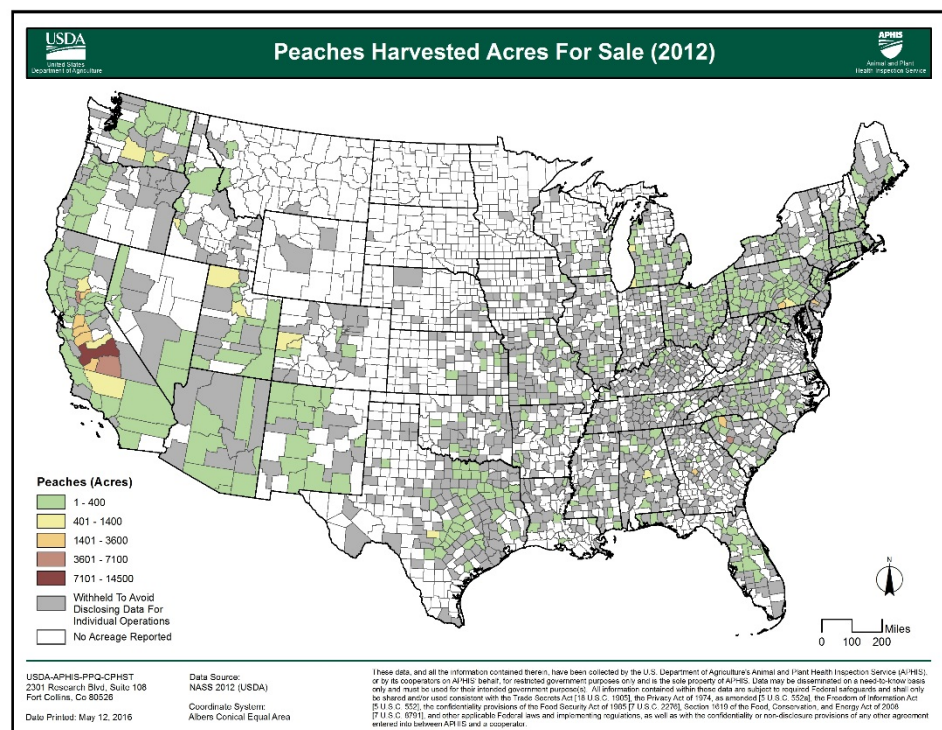 USDA
United States
Department of Agriculture
Peaches Harvested Acres For Sale (2012)
APHIS
Animal and Plant
Health Inspection Service
Peaches (Acres)
1 - 400
401 - 1400
1401 - 3600
3601 - 7100
7101 - 14500
Withheld To Avoid
Disclosing Data For
Individual Operations
No Acreage Reported
N
Miles
0 100 200
USDA-APHIS-PPQ-CPHST
2301 Research Blvd, Suite 108
Fort Collins, Co 80526
Date Printed: May 12, 2016
Data Source:
NASS 2012 (USDA)
Coordinate System:
Albers Conical Equal Area
These data, and all the information contained therein, have been collected by the U.S. Department of Agriculture's Animal and Plant Health Inspection Service (APHIS),
or by its cooperators on APHIS' behalf, for restricted government purposes only and is the sole property of APHIS. Data may be disseminated on a need-to-know basis
only and must be used for their intended government purpose(s). All information contained within these data are subject to required Federal safeguards and shall only
be shared and/or used consistent with the Trade Secrets Act [18 U.S.C. 1905], the Privacy Act of 1974, as amended [5 U.S.C. 552a], the Freedom of Information Act
[5 U.S.C. 552], the confidentiality provisions of the Food Security Act of 1985 [7 U.S.C. 2276], Section 1619 of the Food, Conservation, and Energy Act of 2008
[7 U.S.C. 8791], and other applicable Federal laws and implementing regulations, as well as with the confidentiality or non-disclosure provisions of any other agreement
entered into between APHIS and a cooperator.